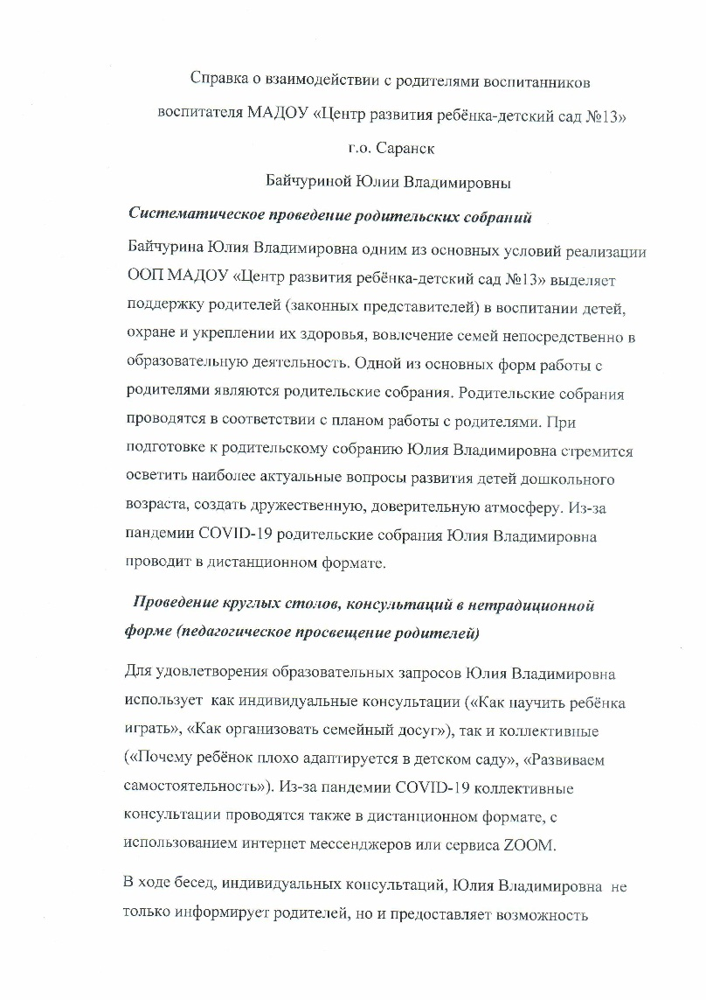 Справка о взаимодействии с родителями воспитанников
воспитателя МАДОУ «Центр развития ребёнка-детский сад №13»
г.о. Саранск
Байчуриной Юлии Владимировны
Систематическое проведение родительских собраний
Байчурина Юлия Владимировна одним из основных условий реализации
ООП МАДОУ «Центр развития ребёнка-детский сад №13» выделяет
поддержку родителей (законных представителей) в воспитании детей,
охране и укреплении их здоровья, вовлечение семей непосредственно в
образовательную деятельность. Одной из основных форм работы с
родителями являются родительские собрания. Родительские собрания
проводятся в соответствии с планом работы с родителями. При
подготовке к родительскому собранию Юлия Владимировна стремится
осветить наиболее актуальные вопросы развития детей дошкольного
возраста, создать дружественную, доверительную атмосферу. Из-за
пандемии COVID-19 родительские собрания Юлия Владимировна
проводит в дистанционном формате.
Проведение круглых столов, консультаций в нетрадиционной
форме (педагогическое просвещение родителей)
Для удовлетворения образовательных запросов Юлия Владимировна
использует как индивидуальные консультации («Как научить ребёнка
играть», «Как организовать семейный досуг»), так и коллективные
(«Почему ребёнок плохо адаптируется в детском саду», «Развиваем
самостоятельность»). Из-за пандемии COVID-19 коллективные
консультации проводятся также в дистанционном формате, с
использованием интернет мессенджеров или сервиса ZOOM.
В ходе бесед, индивидуальных консультаций, Юлия Владимировна не
только информирует родителей, но и предоставляет возможность